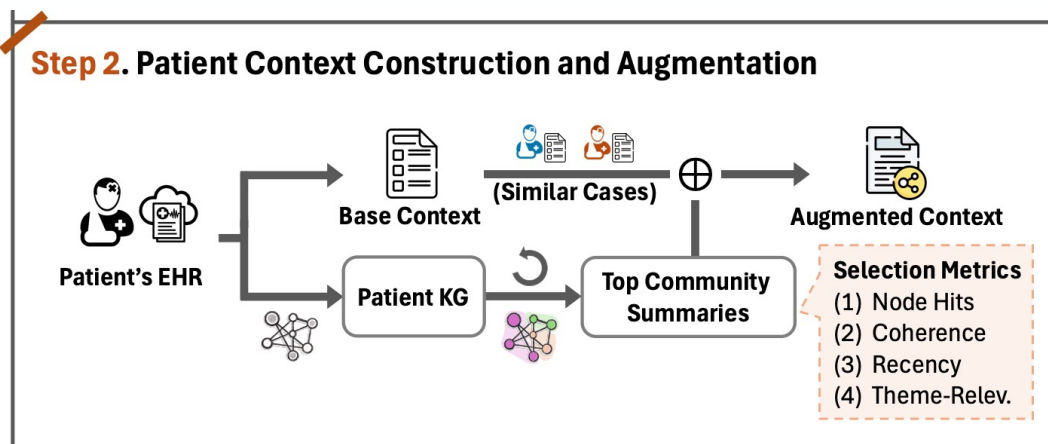 Step 2. Patient Context Construction and Augmentation
Patient's EHR
Base Context
(Similar Cases)
Augmented Context
Patient KG
Top Community
Summaries
Selection Metrics
(1) Node Hits
(2) Coherence
(3) Recency
(4) Theme-Relev.